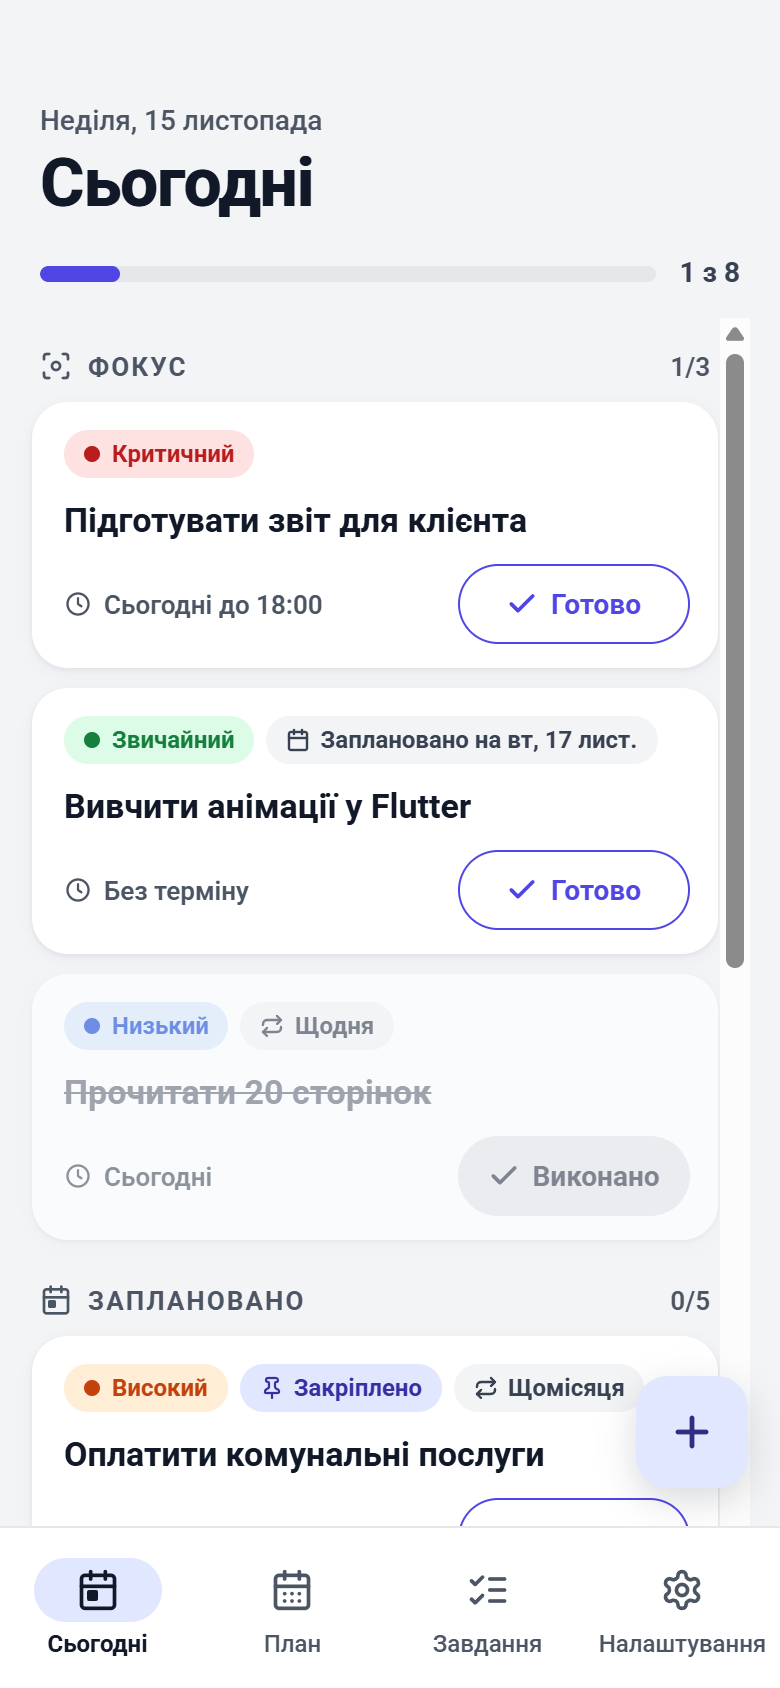 Неділя, 15 листопада
Сьогодні
1 з 8
ФОКУС 1/3
Критичний
Підготувати звіт для клієнта
Сьогодні до 18:00 Готово
Звичайний Заплановано на вт, 17 лист.
Вивчити анімації у Flutter
Без терміну Готово
Низький Щодня
Прочитати 20 сторінок
Сьогодні Виконано
ЗАПЛАНОВАНО 0/5
Високий Закріплено Щомісяця
Оплатити комунальні послуги
Сьогодні План Завдання Налаштування